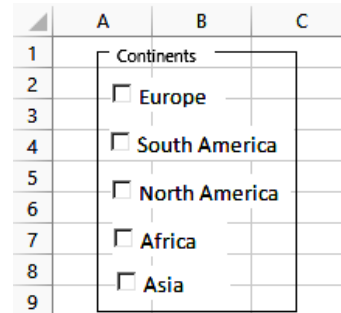 A B C
1 Continents
2 Europe
3
4 South America
5
6 North America
7 Africa
8 Asia
9